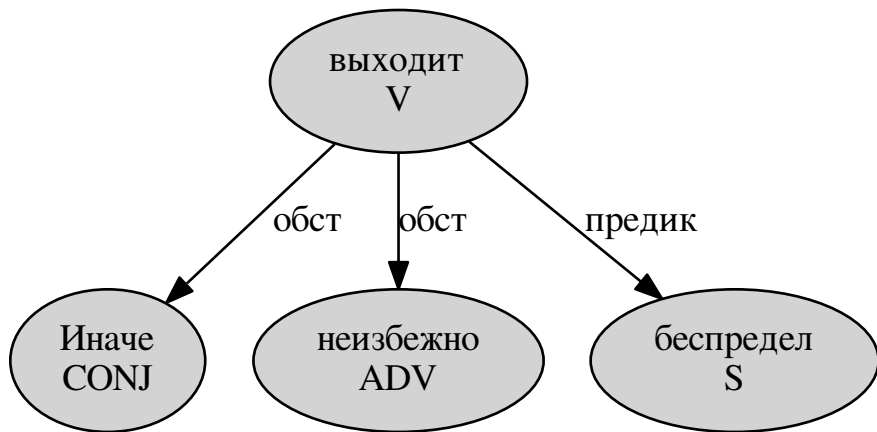 выходит
V
обст
обст
предик
Иначе
CONJ
неизбежно
ADV
беспредел
S